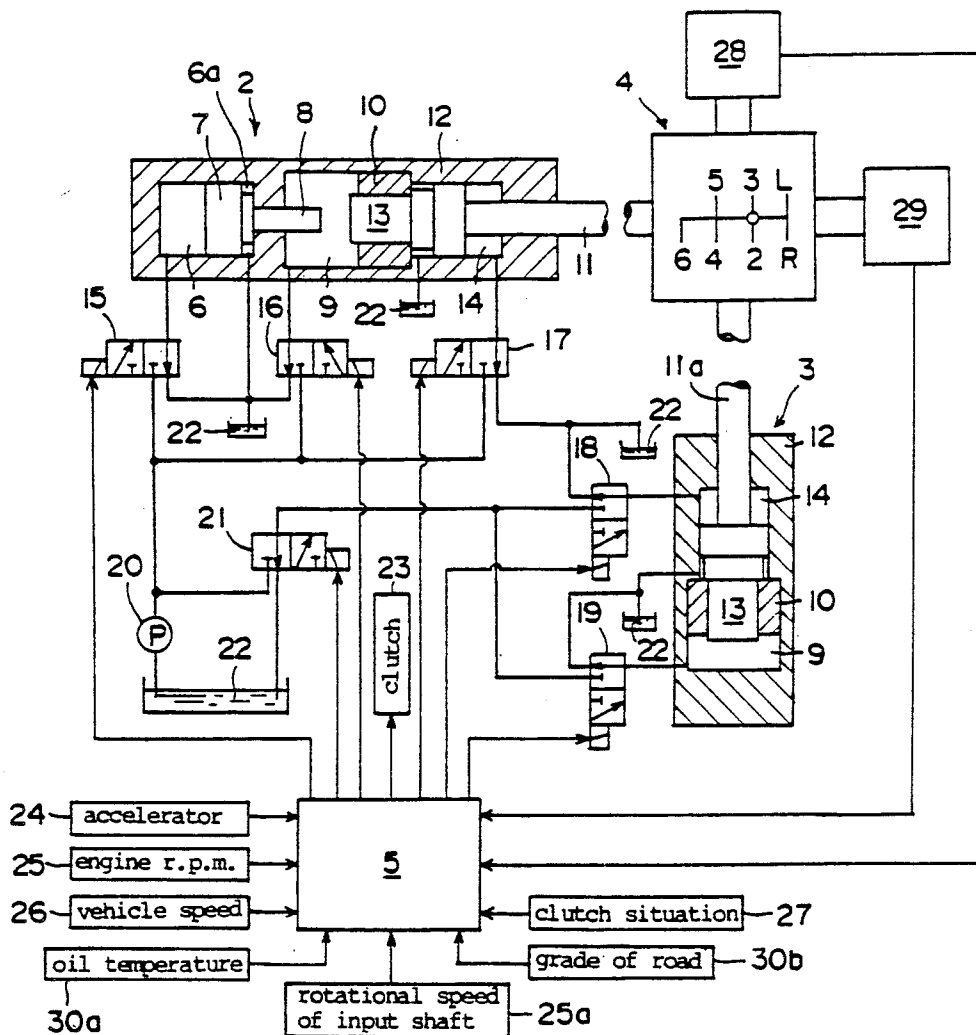 28
6a
2
7
8
10
12
4
5 3 L
13
29
6 4 2 R
11
6
9
14
22
15
16
17
11a
3
22
22
12
18
14
21
23
20
P
13
10
19
22
9
22
clutch
24 accelerator
25 engine r.p.m.
5
26 vehicle speed
clutch situation 27
oil temperature
grade of road 30b
30a
rotational speed
of input shaft 25a